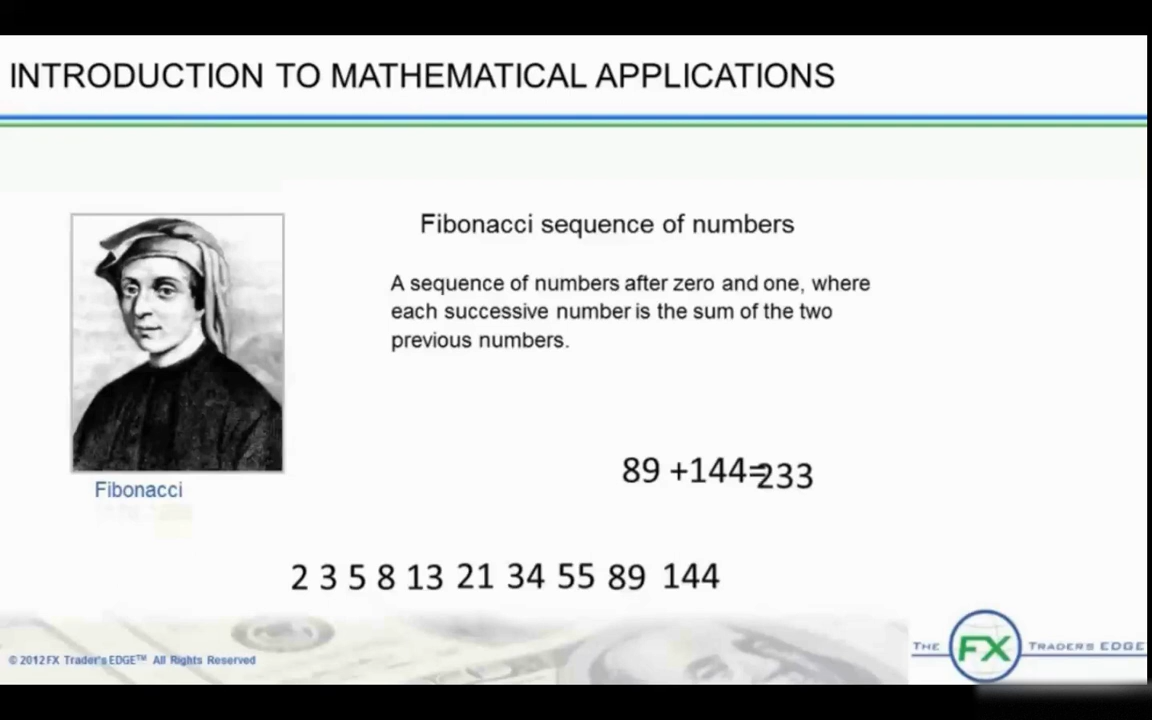 INTRODUCTION TO MATHEMATICAL APPLICATIONS
Fibonacci sequence of numbers
A sequence of numbers after zero and one, where
each successive number is the sum of the two
previous numbers.
89 +144=233
Fibonacci
2 3 5 8 13 21 34 55 89 144
© 2012 FX Trader's EDGE™ All Rights Reserved
THE FX TRADERS EDGE